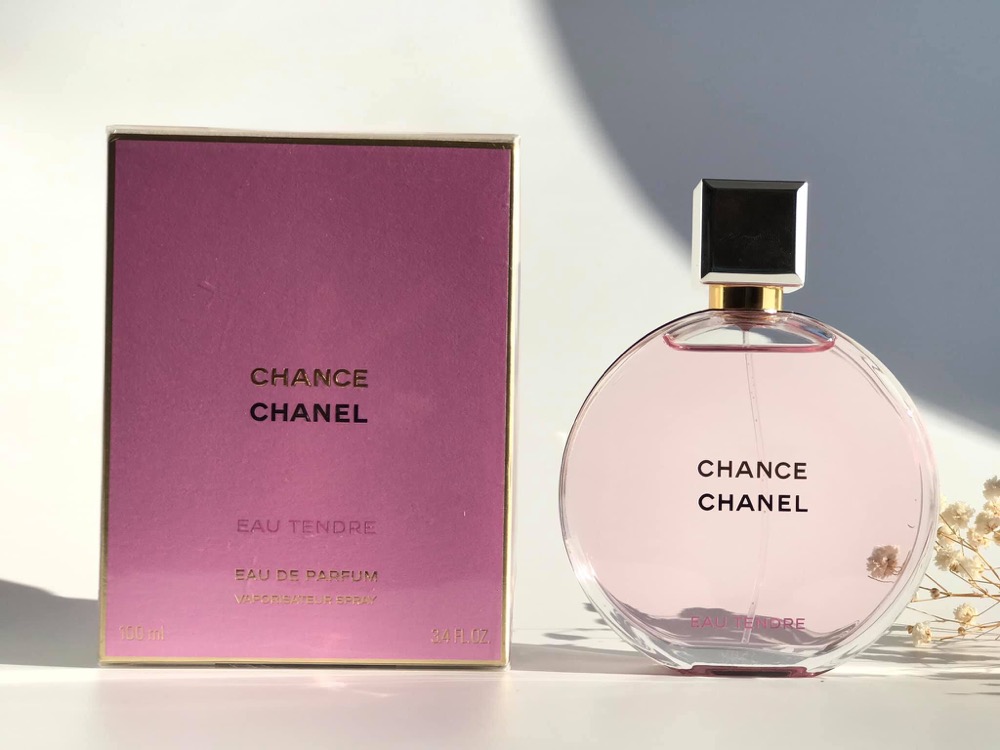 CHANCE
CHANEL
EAU TENDRE
EAU DE PARFUM
VAPORISATEUR SPRAY
100 ml
3.4 FL.OZ.
CHANCE
CHANEL
EAU TENDRE